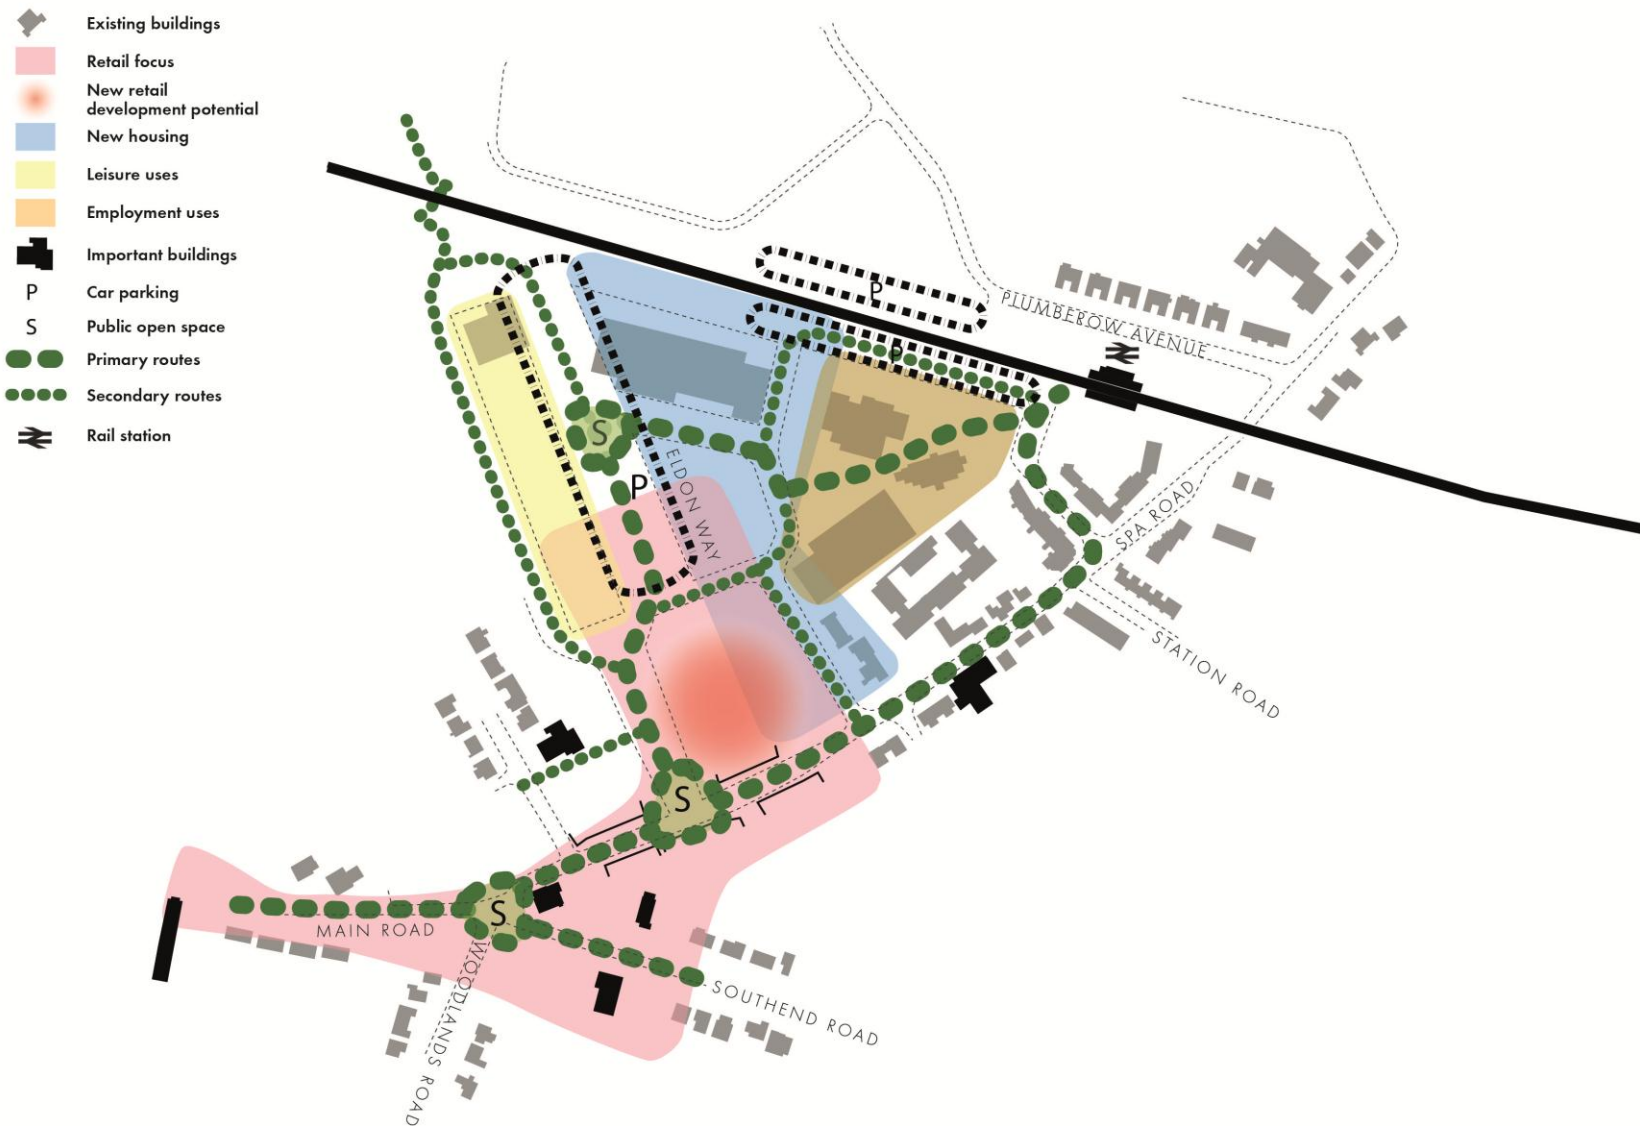 Existing buildings
Retail focus
New retail
development potential
New housing
Leisure uses
Employment uses
Important buildings
P
Car parking
S
Public open space
Primary routes
Secondary routes
Rail station
P
PLUMBEROW AVENUE
P
S
P
ELDON WAY
SPA ROAD
STATION ROAD
S
S
MAIN ROAD
WOODLANDS ROAD
SOUTHEND ROAD